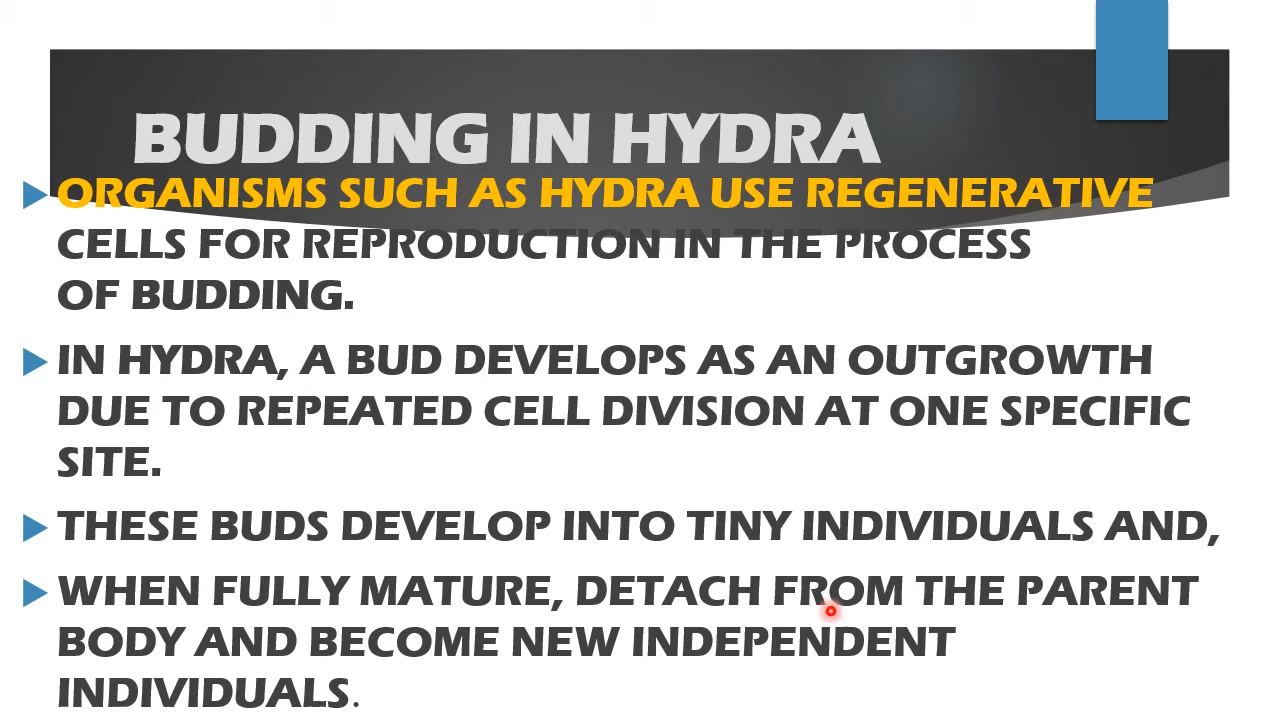 BUDDING IN HYDRA
ORGANISMS SUCH AS HYDRA USE REGENERATIVE
CELLS FOR REPRODUCTION IN THE PROCESS
OF BUDDING.
IN HYDRA, A BUD DEVELOPS AS AN OUTGROWTH
DUE TO REPEATED CELL DIVISION AT ONE SPECIFIC
SITE.
THESE BUDS DEVELOP INTO TINY INDIVIDUALS AND,
WHEN FULLY MATURE, DETACH FROM THE PARENT
BODY AND BECOME NEW INDEPENDENT
INDIVIDUALS.